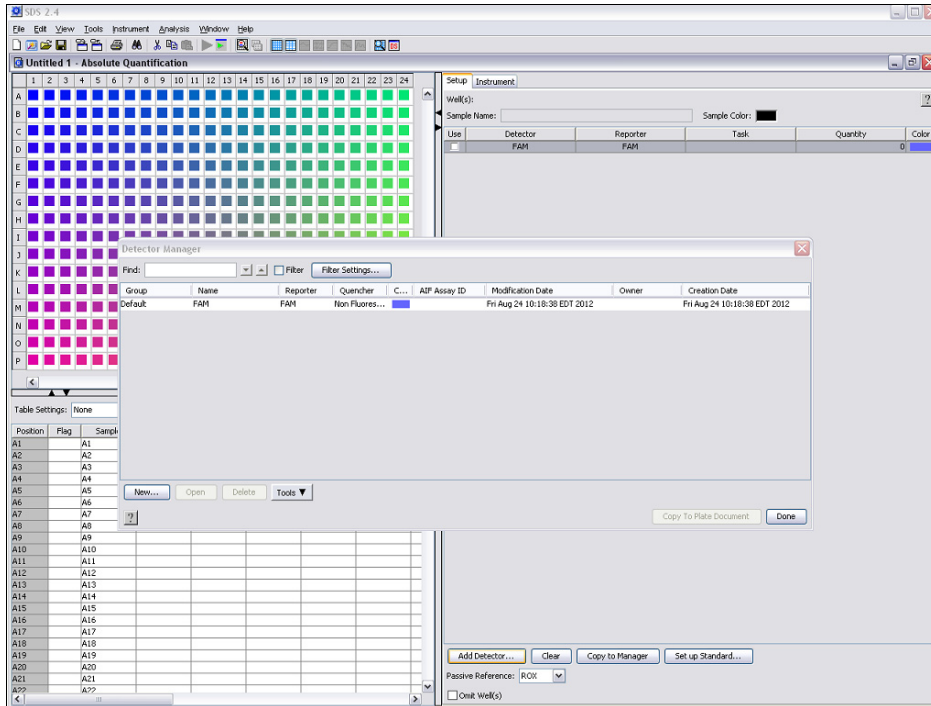 SDS 2.4
File Edit View Tools Instrument Analysis Window Help
Untitled 1 - Absolute Quantification
1 2 3 4 5 6 7 8 9 10 11 12 13 14 15 16 17 18 19 20 21 22 23 24
A
B
C
D
E
F
G
H
I
J
K
L
M
N
O
P
Table Settings: None
Position Flag Sampl
A1 A1
A2 A2
A3 A3
A4 A4
A5 A5
A6 A6
A7 A7
A8 A8
A9 A9
A10 A10
A11 A11
A12 A12
A13 A13
A14 A14
A15 A15
A16 A16
A17 A17
A18 A18
A19 A19
A20 A20
A21 A21
A22 A22
Setup Instrument
Well(s):
?
Sample Name: Sample Color:
Use Detector Reporter Task Quantity Color
FAM FAM 0
Detector Manager
Find: Filter Filter Settings...
Group Name Reporter Quencher C... AIF Assay ID Modification Date Owner Creation Date
Default FAM FAM Non Fluores... Fri Aug 24 10:18:38 EDT 2012 Fri Aug 24 10:18:38 EDT 2012
New... Open Delete Tools ▼
? Copy To Plate Document Done
Add Detector... Clear Copy to Manager Set up Standard...
Passive Reference: ROX
Omit Well(s)